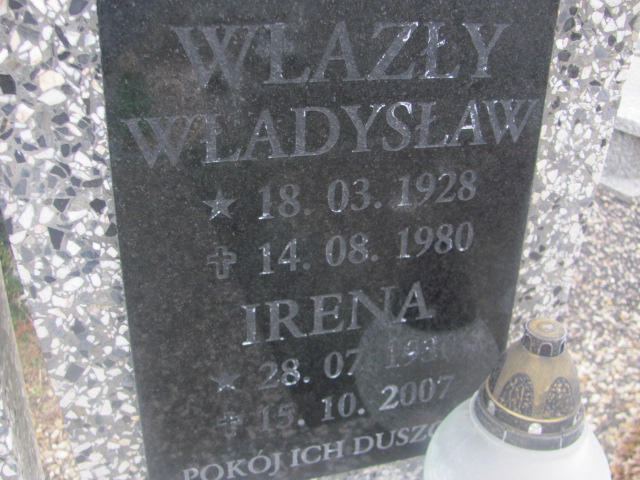 WŁAZŁY
WŁADYSŁAW
★ 18. 03. 1928
✝ 14. 08. 1980
IRENA
★ 28. 07
✝ 15. 10. 2007
POKÓJ ICH